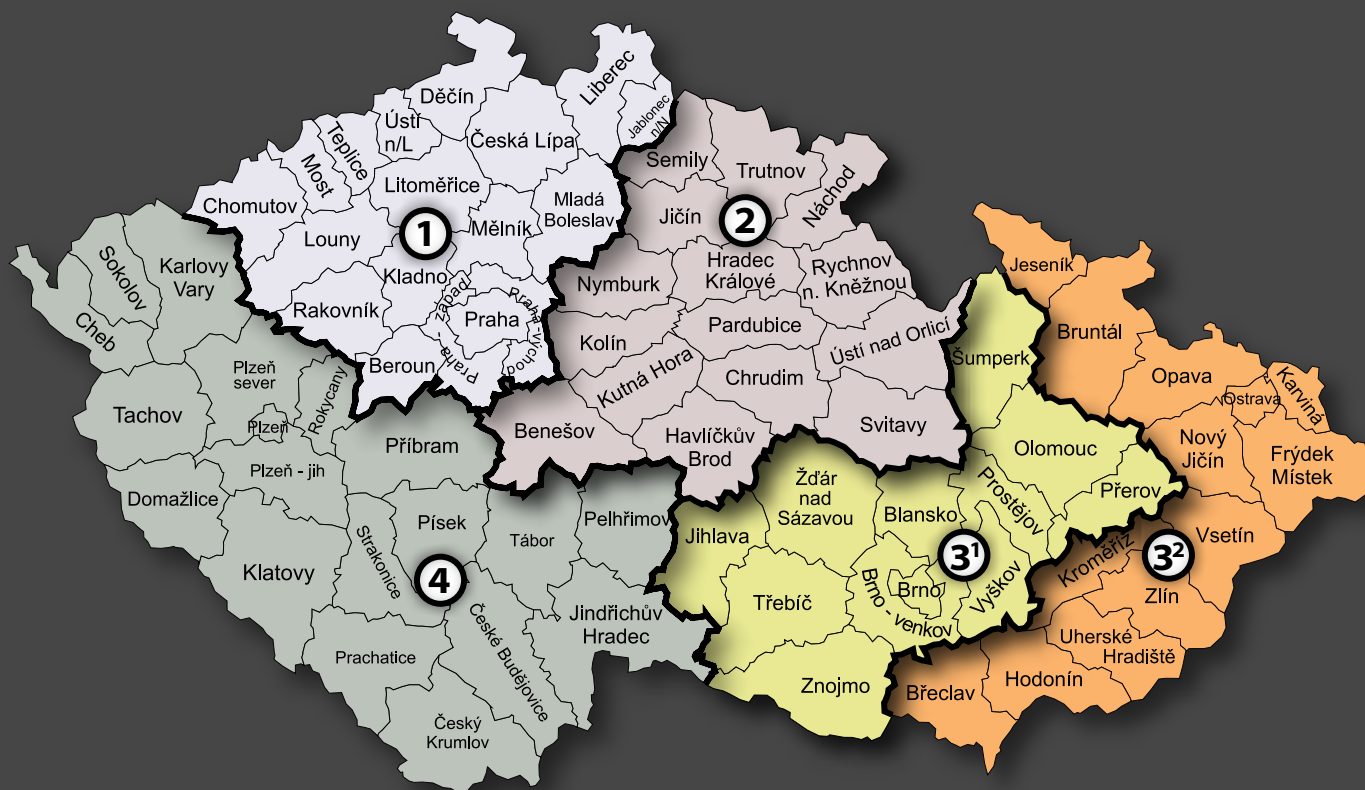 Liberec
Jablonec
n/N
Děčín
Ústí
n/L
Teplice
Most
Česká Lípa
Litoměřice
Chomutov
Mladá
Boleslav
Mělník
Louny
1
Kladno
Rakovník
Praha - západ
Praha
Praha-východ
Beroun
Semily
Trutnov
Náchod
Jičín
2
Hradec
Králové
Rychnov
n. Kněžnou
Nymburk
Pardubice
Kolín
Ústí nad Orlicí
Kutná Hora
Chrudim
Benešov
Havlíčkův
Brod
Svitavy
Karlovy
Vary
Sokolov
Cheb
Plzeň
sever
Rokycany
Tachov
Plzeň
Plzeň - jih
Příbram
Domažlice
Písek
Strakonice
Tábor
Pelhřimov
Klatovy
4
Jindřichův
Hradec
České Budějovice
Prachatice
Český
Krumlov
Šumperk
Olomouc
Přerov
Prostějov
Žďár
nad
Sázavou
Blansko
Jihlava
3¹
Vyškov
Brno
Brno - venkov
Třebíč
Znojmo
Jeseník
Bruntál
Opava
Karviná
Ostrava
Nový
Jičín
Frýdek
Místek
Vsetín
Kroměříž
3²
Zlín
Uherské
Hradiště
Hodonín
Břeclav